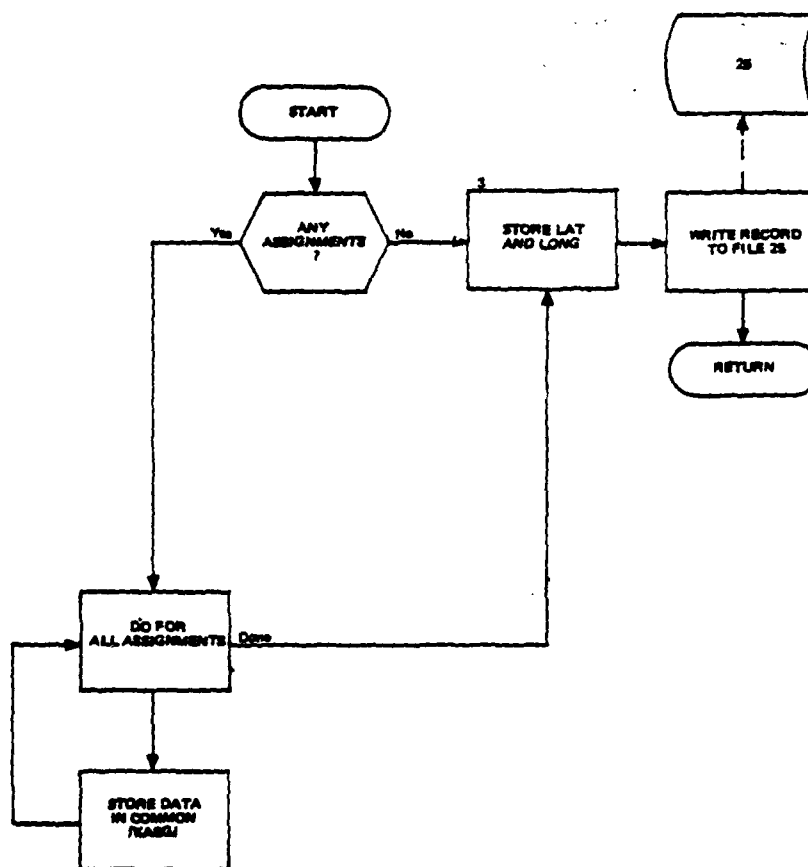 25
START
3
ANY
ASSIGNMENTS
?
Yes
No
STORE LAT
AND LONG
WRITE RECORD
TO FILE 25
RETURN
DO FOR
ALL ASSIGNMENTS
Done
STORE DATA
IN COMMON